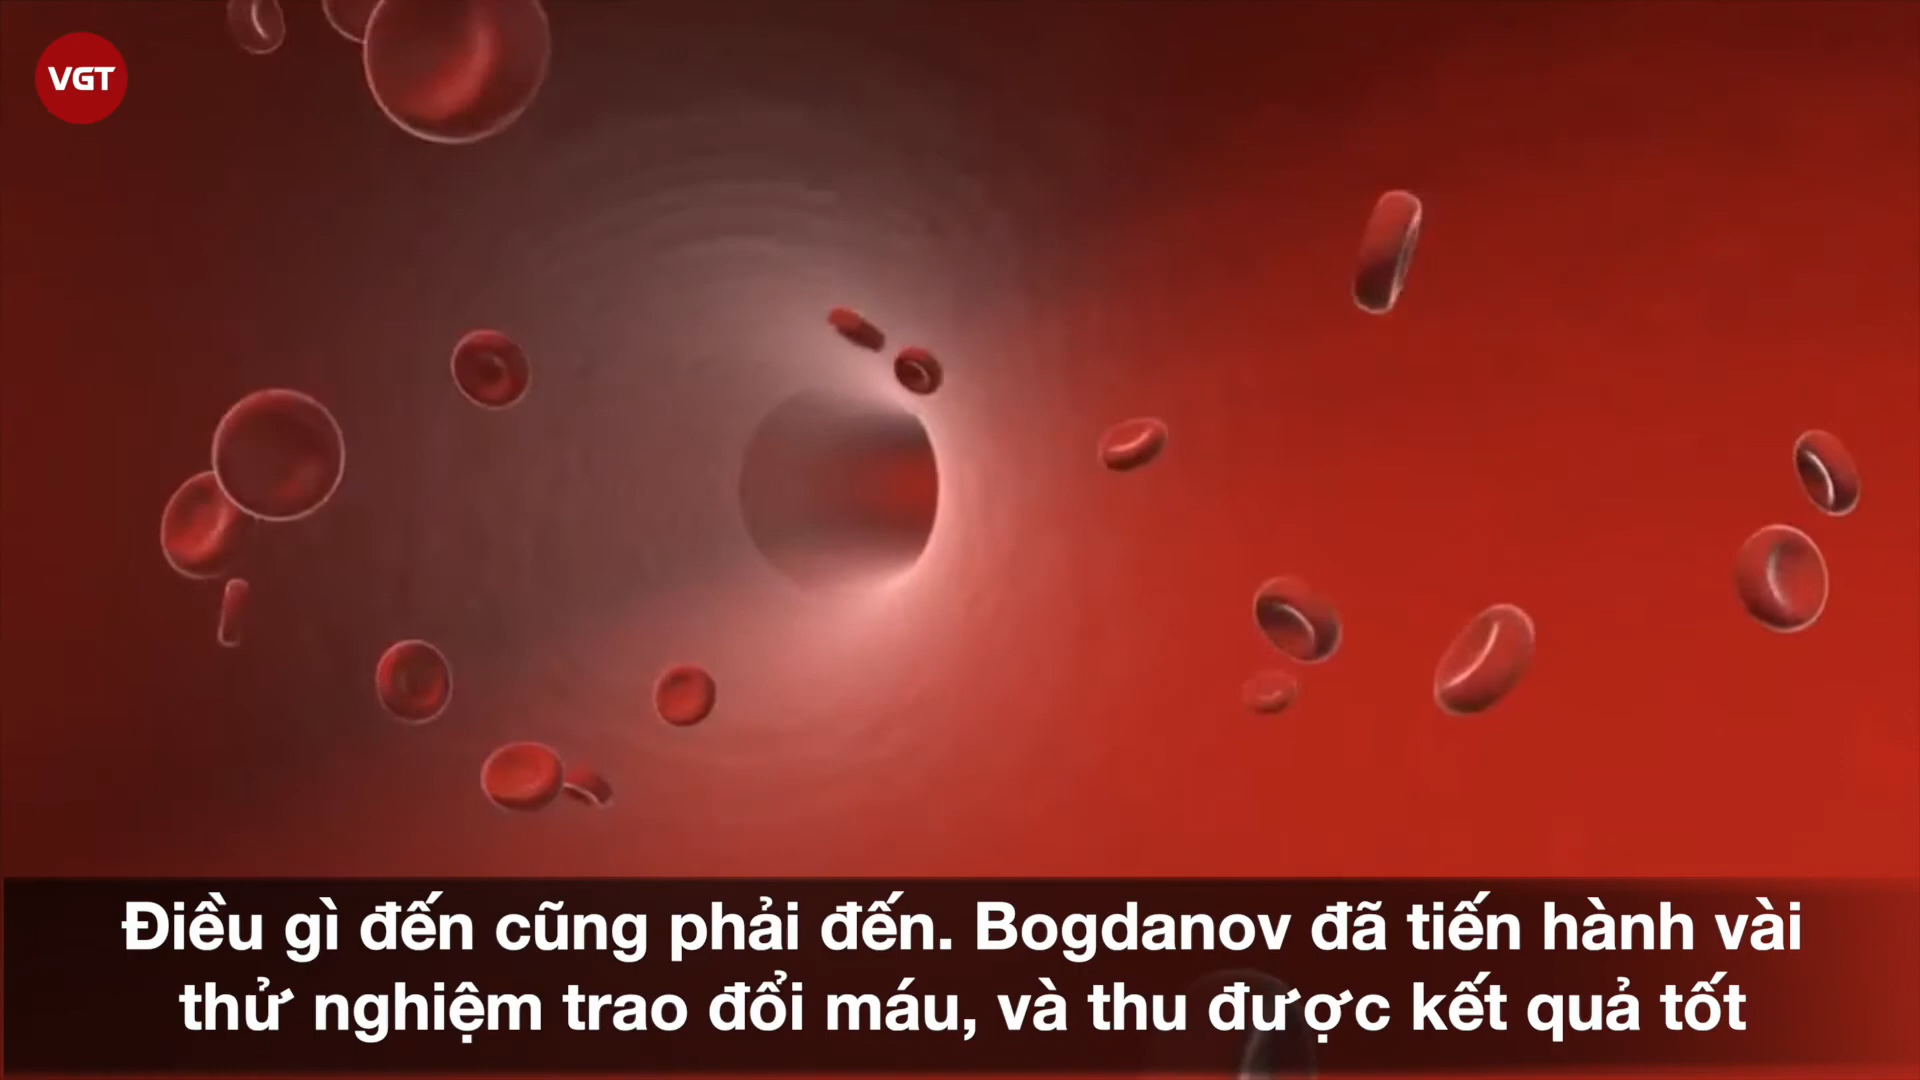 VGT
Điều gì đến cũng phải đến. Bogdanov đã tiến hành vài
thử nghiệm trao đổi máu, và thu được kết quả tốt